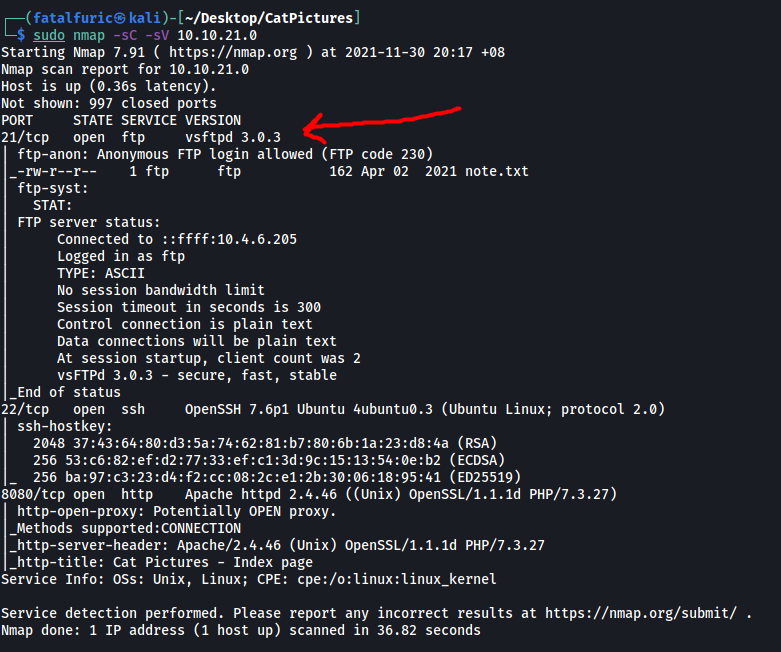 ┌──(fatalfuric㉿kali)-[~/Desktop/CatPictures]
└─$ sudo nmap -sC -sV 10.10.21.0
Starting Nmap 7.91 ( https://nmap.org ) at 2021-11-30 20:17 +08
Nmap scan report for 10.10.21.0
Host is up (0.36s latency).
Not shown: 997 closed ports
PORT     STATE SERVICE VERSION
21/tcp   open  ftp     vsftpd 3.0.3
| ftp-anon: Anonymous FTP login allowed (FTP code 230)
|_-rw-r--r--    1 ftp      ftp           162 Apr 02  2021 note.txt
| ftp-syst:
|   STAT:
| FTP server status:
|      Connected to ::ffff:10.4.6.205
|      Logged in as ftp
|      TYPE: ASCII
|      No session bandwidth limit
|      Session timeout in seconds is 300
|      Control connection is plain text
|      Data connections will be plain text
|      At session startup, client count was 2
|      vsFTPd 3.0.3 - secure, fast, stable
|_End of status
22/tcp   open  ssh     OpenSSH 7.6p1 Ubuntu 4ubuntu0.3 (Ubuntu Linux; protocol 2.0)
| ssh-hostkey:
|   2048 37:43:64:80:d3:5a:74:62:81:b7:80:6b:1a:23:d8:4a (RSA)
|   256 53:c6:82:ef:d2:77:33:ef:c1:3d:9c:15:13:54:0e:b2 (ECDSA)
|_  256 ba:97:c3:23:d4:f2:cc:08:2c:e1:2b:30:06:18:95:41 (ED25519)
8080/tcp open  http    Apache httpd 2.4.46 ((Unix) OpenSSL/1.1.1d PHP/7.3.27)
| http-open-proxy: Potentially OPEN proxy.
|_Methods supported:CONNECTION
|_http-server-header: Apache/2.4.46 (Unix) OpenSSL/1.1.1d PHP/7.3.27
|_http-title: Cat Pictures - Index page
Service Info: OSs: Unix, Linux; CPE: cpe:/o:linux:linux_kernel
Service detection performed. Please report any incorrect results at https://nmap.org/submit/ .
Nmap done: 1 IP address (1 host up) scanned in 36.82 seconds